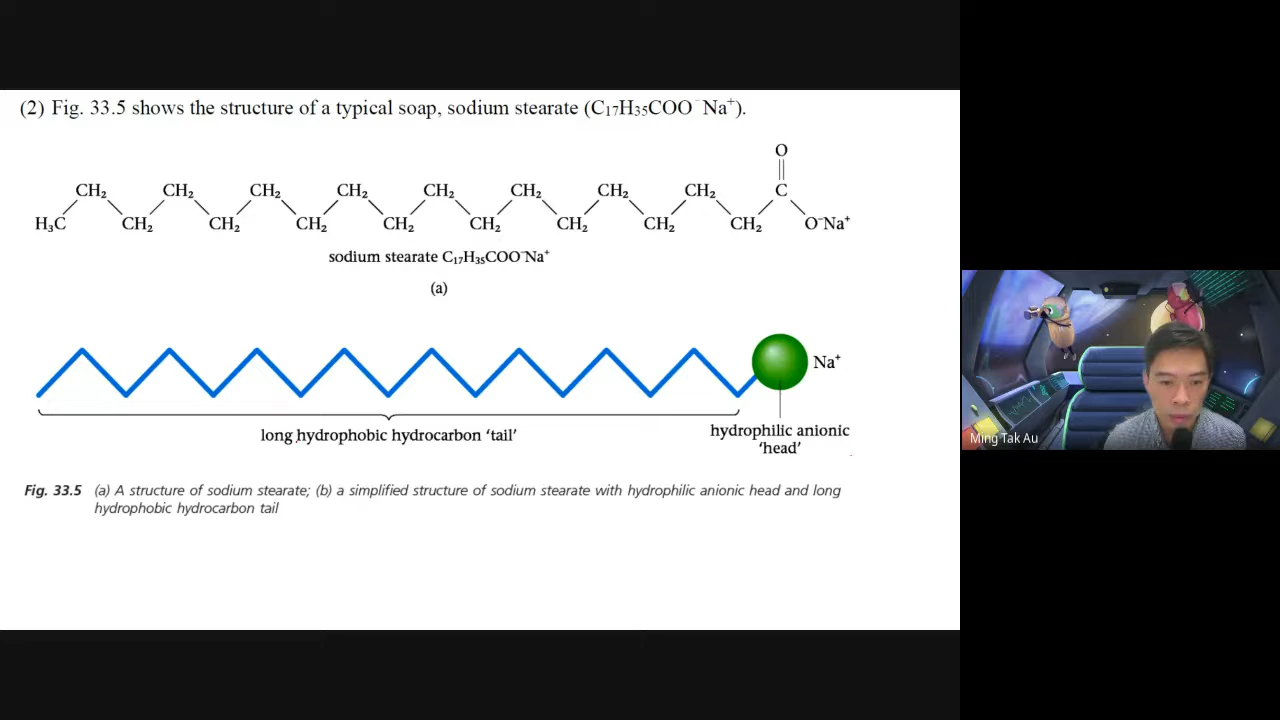 (2) Fig. 33.5 shows the structure of a typical soap, sodium stearate (C₁₇H₃₅COO⁻Na⁺).
O
CH₂ CH₂ CH₂ CH₂ CH₂ CH₂ CH₂ CH₂ C
H₃C CH₂ CH₂ CH₂ CH₂ CH₂ CH₂ CH₂ CH₂ O⁻Na⁺
sodium stearate C₁₇H₃₅COO⁻Na⁺
(a)
Na⁺
long hydrophobic hydrocarbon ‘tail’
hydrophilic anionic
‘head’
Fig. 33.5 (a) A structure of sodium stearate; (b) a simplified structure of sodium stearate with hydrophilic anionic head and long
hydrophobic hydrocarbon tail
Ming Tak Au